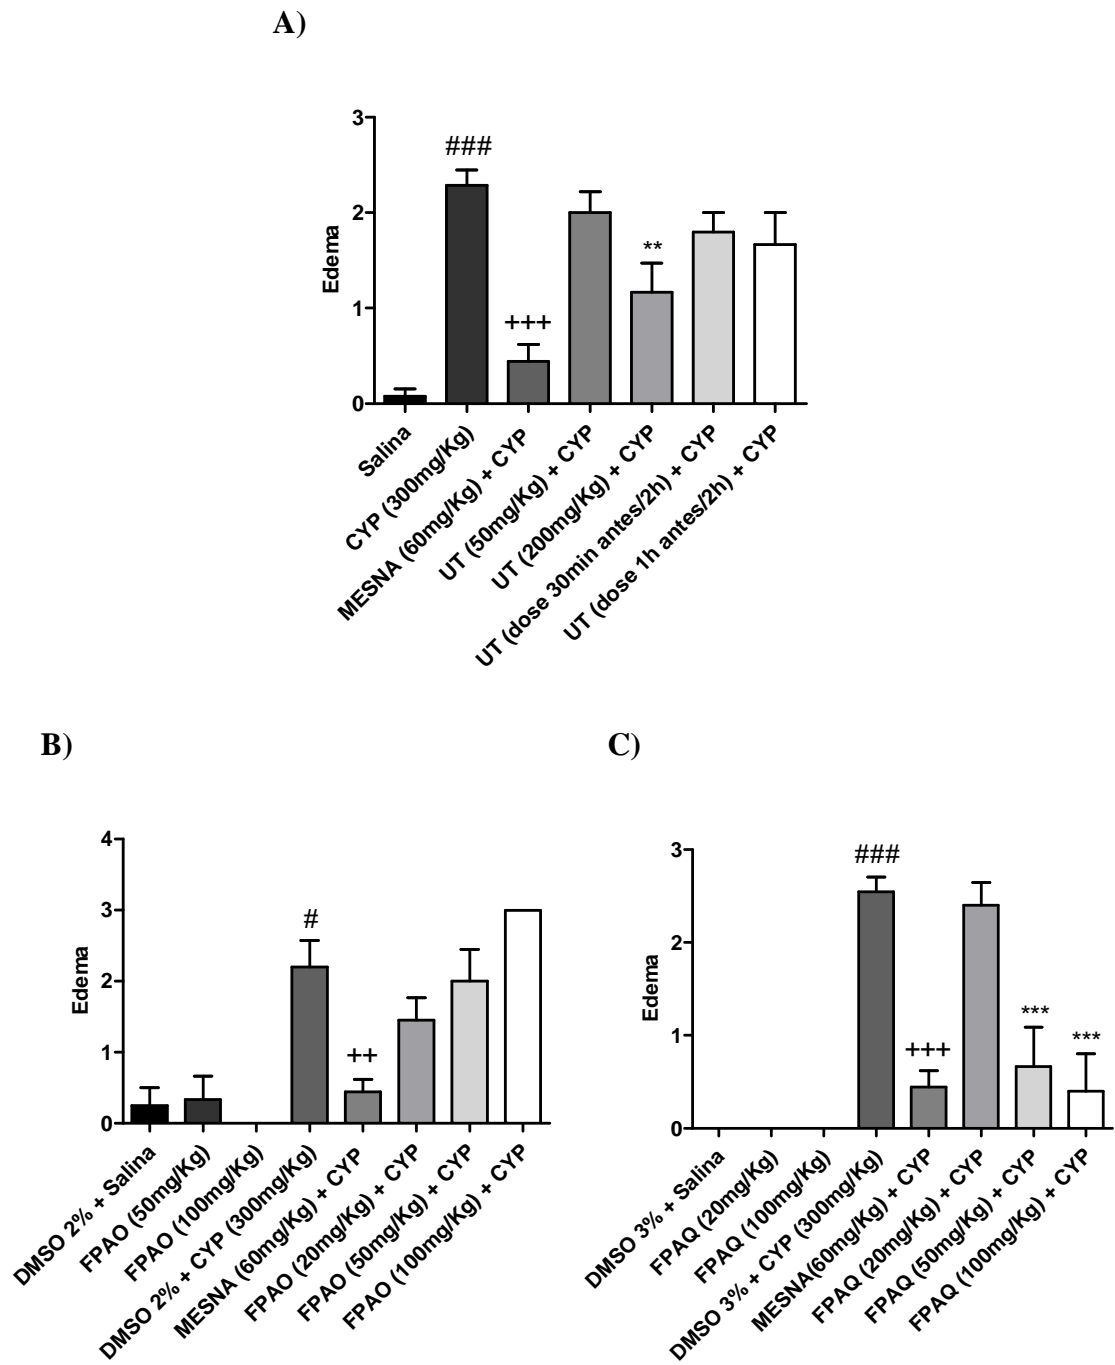 A)
3
2
1
0
Edema
###
+++
**
Salina
CYP (300mg/Kg)
MESNA (60mg/Kg) + CYP
UT (50mg/Kg) + CYP
UT (200mg/Kg) + CYP
UT (dose 30min antes/2h) + CYP
UT (dose 1h antes/2h) + CYP
B)
4
3
2
1
0
Edema
#
++
DMSO 2% + Salina
FPAO (50mg/Kg)
FPAO (100mg/Kg)
DMSO 2% + CYP (300mg/Kg)
MESNA (60mg/Kg) + CYP
FPAO (20mg/Kg) + CYP
FPAO (50mg/Kg) + CYP
FPAO (100mg/Kg) + CYP
C)
3
2
1
0
Edema
###
+++
***
***
DMSO 3% + Salina
FPAQ (20mg/Kg)
FPAQ (100mg/Kg)
DMSO 3% + CYP (300mg/Kg)
MESNA(60mg/Kg) + CYP
FPAQ (20mg/Kg) + CYP
FPAQ (50mg/Kg) + CYP
FPAQ (100mg/Kg) + CYP